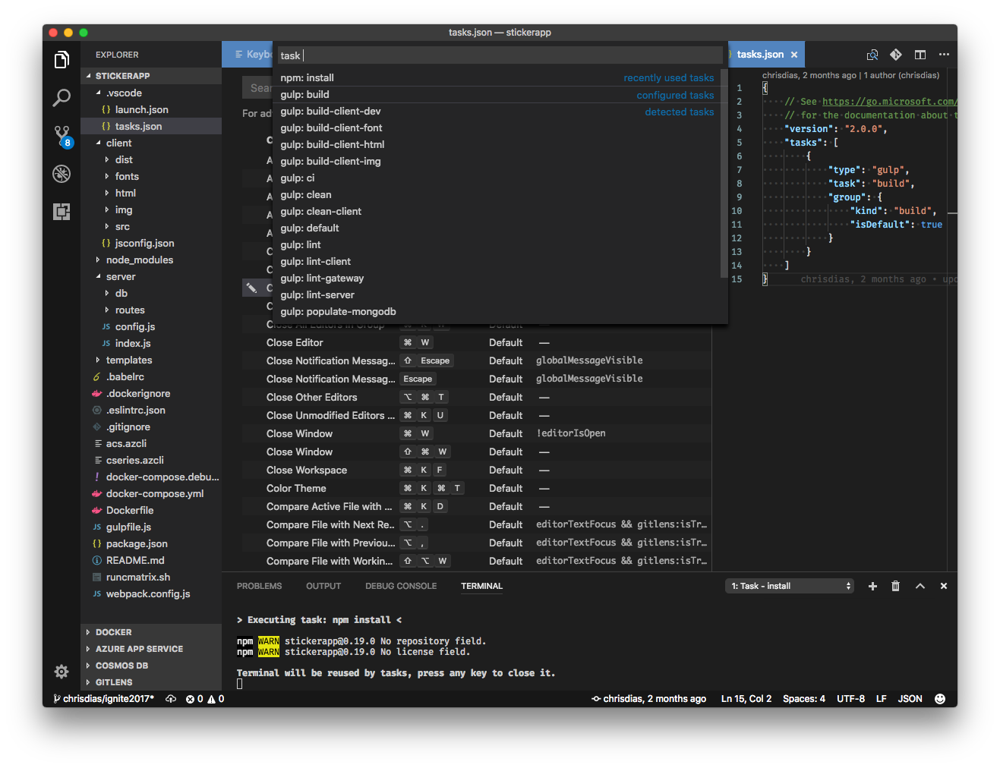 tasks.json — stickerapp
EXPLORER
STICKERAPP
.vscode
{} launch.json
{} tasks.json
client
dist
fonts
html
img
src
{} jsconfig.json
node_modules
server
db
routes
JS config.js
JS index.js
templates
.babelrc
.dockerignore
.eslintrc.json
.gitignore
acs.azcli
cseries.azcli
! docker-compose.debu...
docker-compose.yml
Dockerfile
JS gulpfile.js
{} package.json
README.md
runcmatrix.sh
JS webpack.config.js
DOCKER
AZURE APP SERVICE
COSMOS DB
GITLENS
8
Keybo
task
npm: install recently used tasks
gulp: build configured tasks
gulp: build-client-dev detected tasks
gulp: build-client-font
gulp: build-client-html
gulp: build-client-img
gulp: ci
gulp: clean
gulp: clean-client
gulp: default
gulp: lint
gulp: lint-client
gulp: lint-gateway
gulp: lint-server
gulp: populate-mongodb
Sear
For ad
Close All Editors in Group ⌘ K W Default —
Close Editor ⌘ W Default —
Close Notification Messag... ⇧ Escape Default globalMessageVisible
Close Notification Messag... Escape Default globalMessageVisible
Close Other Editors ⌥ ⌘ T Default —
Close Unmodified Editors ... ⌘ K U Default —
Close Window ⌘ W Default !editorIsOpen
Close Window ⇧ ⌘ W Default —
Close Workspace ⌘ K F Default —
Color Theme ⌘ K ⌘ T Default —
Compare Active File with ... ⌘ K D Default —
Compare File with Next Re.. ⌥ . Default editorTextFocus && gitlens:isTr…
Compare File with Previou... ⌥ , Default editorTextFocus && gitlens:isTr…
Compare File with Workin... ⇧ ⌥ W Default editorTextFocus && gitlens:isTr…
tasks.json ×
chrisdias, 2 months ago | 1 author (chrisdias)
1 {
2 // See https://go.microsoft.com/
3 // for the documentation about t
4 "version": "2.0.0",
5 "tasks": [
6 {
7 "type": "gulp",
8 "task": "build",
9 "group": {
10 "kind": "build",
11 "isDefault": true
12 }
13 }
14 ]
15 } chrisdias, 2 months ago • upd
PROBLEMS OUTPUT DEBUG CONSOLE TERMINAL 1: Task - install
> Executing task: npm install <
npm WARN stickerapp@0.19.0 No repository field.
npm WARN stickerapp@0.19.0 No license field.
Terminal will be reused by tasks, press any key to close it.
chrisdias/ignite2017* 0 0 chrisdias, 2 months ago Ln 15, Col 2 Spaces: 4 UTF-8 LF JSON